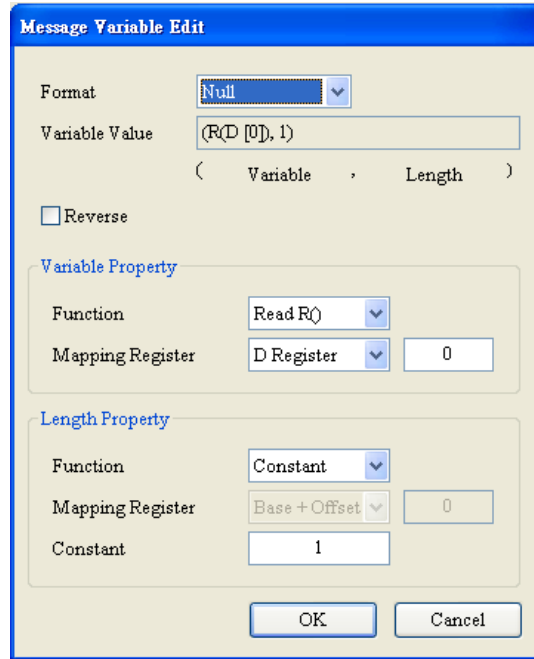 Message Variable Edit
Format Null
Variable Value (R(D [0]), 1)
( Variable , Length )
Reverse
Variable Property
Function Read R()
Mapping Register D Register 0
Length Property
Function Constant
Mapping Register Base + Offset 0
Constant 1
OK Cancel